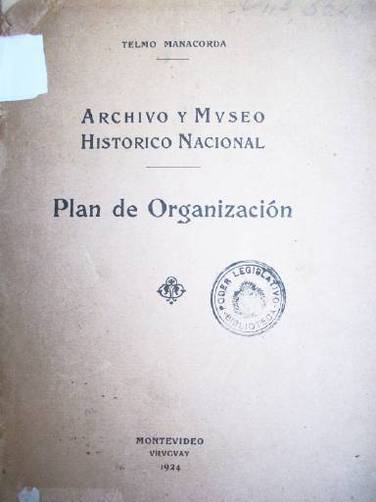 TELMO MANACORDA
ARCHIVO Y MVSEO
HISTORICO NACIONAL
Plan de Organización
PODER LEGISLATIVO
BIBLIOTECA
MONTEVIDEO
VRVGVAY
1924